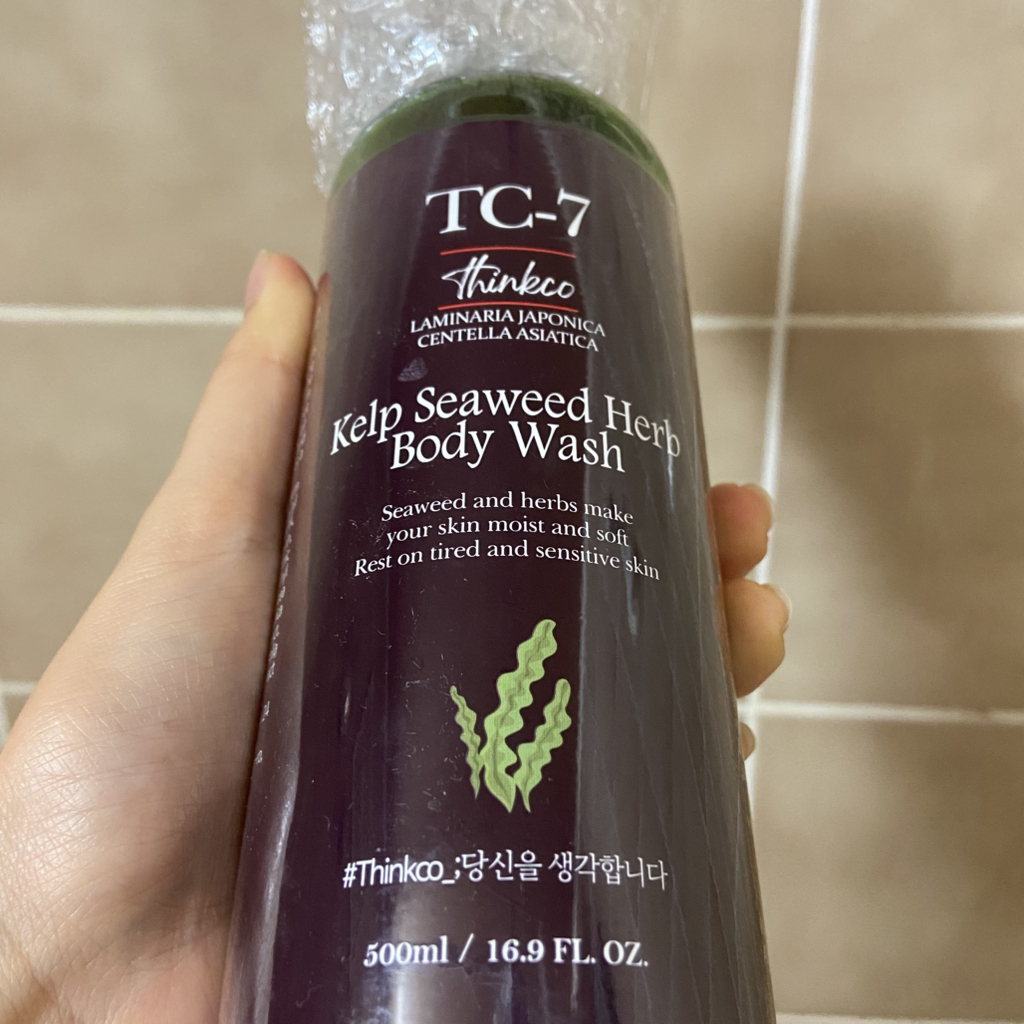 TC-7
Thinkco
LAMINARIA JAPONICA
CENTELLA ASIATICA
Kelp Seaweed Herb
Body Wash
Seaweed and herbs make
your skin moist and soft
Rest on tired and sensitive skin
#Thinkco_;당신을 생각합니다
500ml / 16.9 FL. OZ.